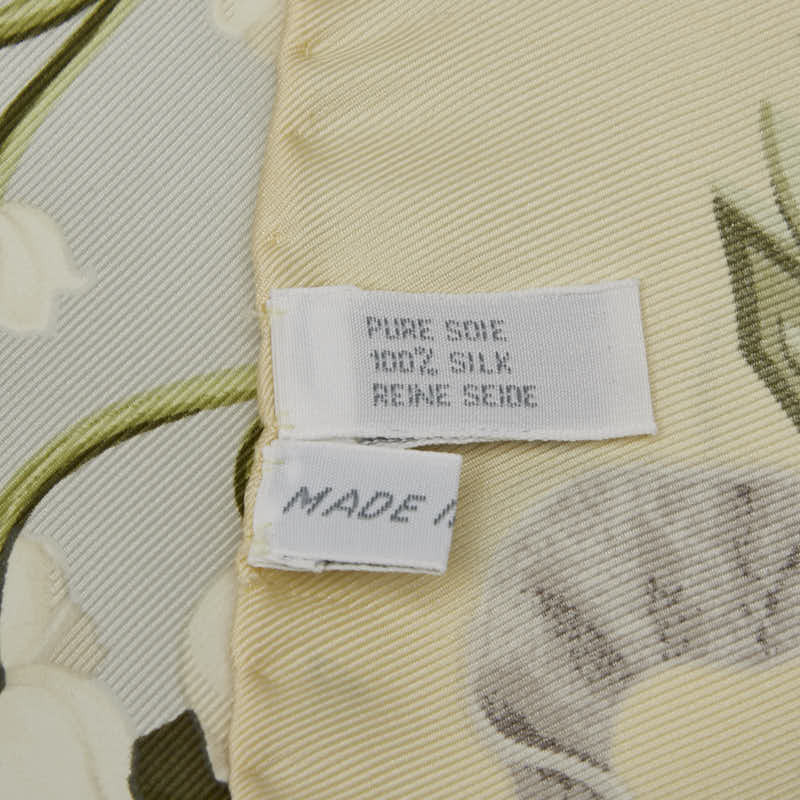 PURE SOIE
100% SILK
REINE SEIDE
MADE